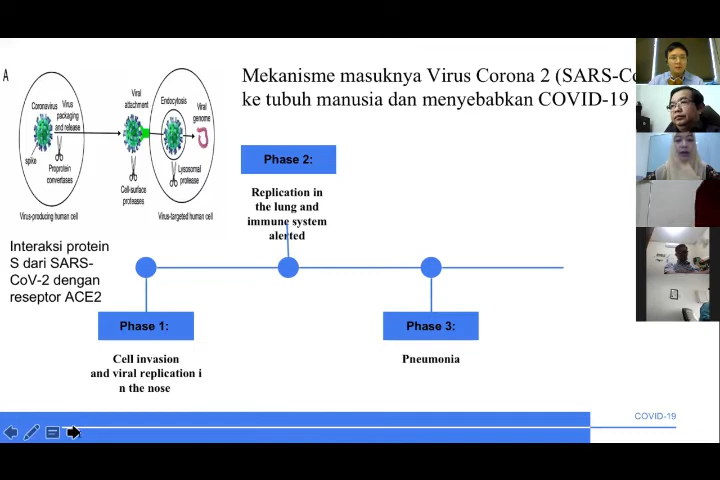 A
Mekanisme masuknya Virus Corona 2 (SARS-Co
ke tubuh manusia dan menyebabkan COVID-19
Coronavirus
Virus
packaging
and release
spike
Proprotein
convertases
Virus-producing human cell
Viral
attachment
Cell-surface
proteases
Endocytosis
Viral
genome
Lysosomal
protease
Virus-targeted human cell
Interaksi protein
S dari SARS-
CoV-2 dengan
reseptor ACE2
Phase 2:
Replication in
the lung and
immune system
alerted
Phase 1:
Cell invasion
and viral replication i
n the nose
Phase 3:
Pneumonia
COVID-19